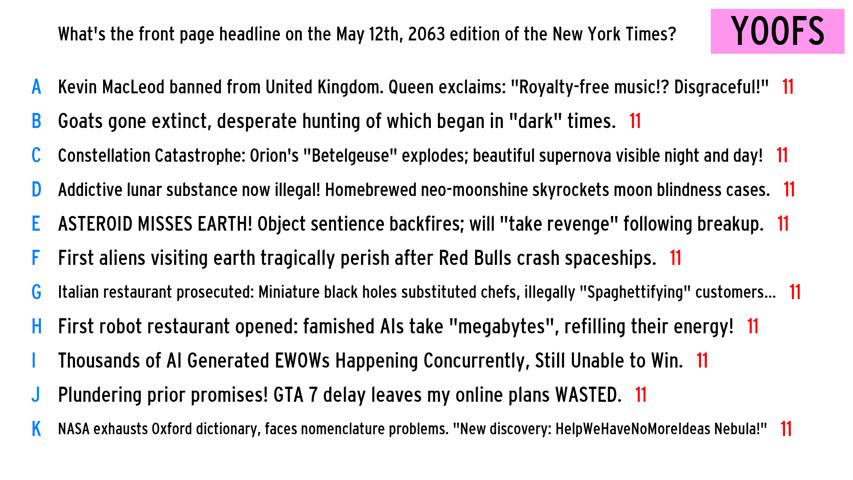 What's the front page headline on the May 12th, 2063 edition of the New York Times?
YOOFS
A Kevin MacLeod banned from United Kingdom. Queen exclaims: "Royalty-free music!? Disgraceful!" 11
B Goats gone extinct, desperate hunting of which began in "dark" times. 11
C Constellation Catastrophe: Orion's "Betelgeuse" explodes; beautiful supernova visible night and day! 11
D Addictive lunar substance now illegal! Homebrewed neo-moonshine skyrockets moon blindness cases. 11
E ASTEROID MISSES EARTH! Object sentience backfires; will "take revenge" following breakup. 11
F First aliens visiting earth tragically perish after Red Bulls crash spaceships. 11
G Italian restaurant prosecuted: Miniature black holes substituted chefs, illegally "Spaghettifying" customers... 11
H First robot restaurant opened: famished AIs take "megabytes", refilling their energy! 11
I Thousands of AI Generated EWOWs Happening Concurrently, Still Unable to Win. 11
J Plundering prior promises! GTA 7 delay leaves my online plans WASTED. 11
K NASA exhausts Oxford dictionary, faces nomenclature problems. "New discovery: HelpWeHaveNoMoreIdeas Nebula!" 11